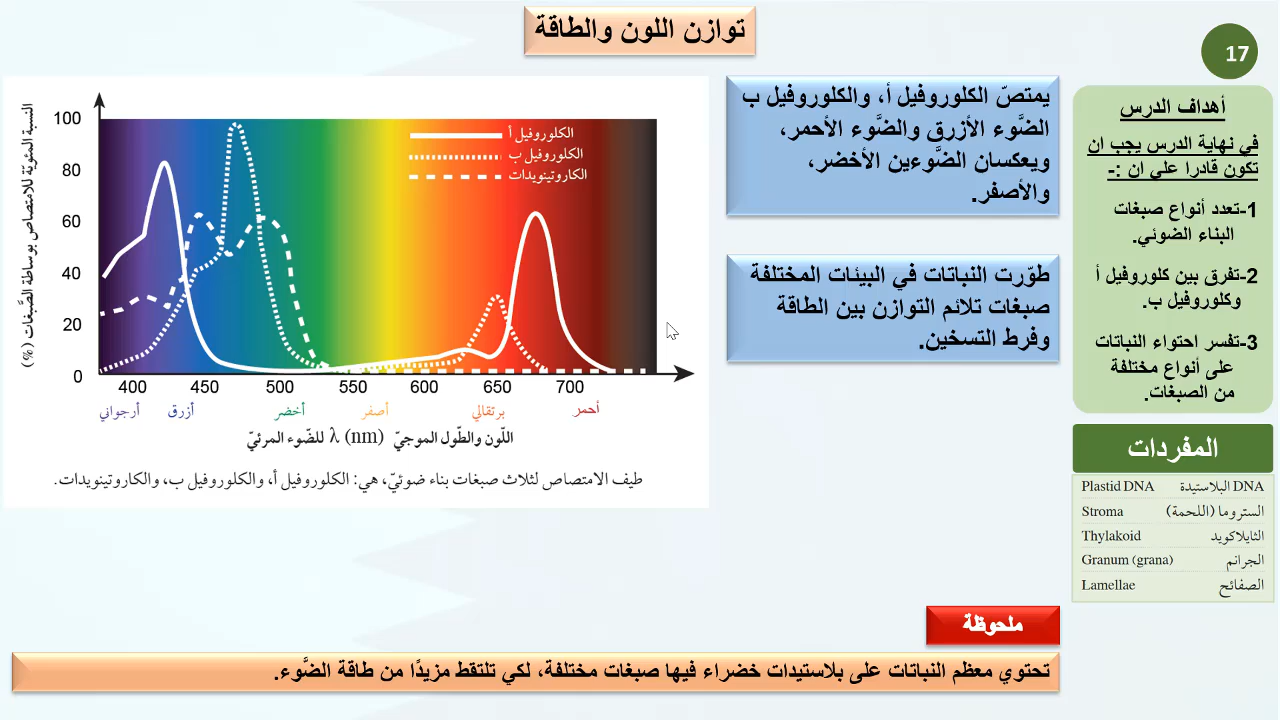 توازن اللون والطاقة
17
أهداف الدرس
في نهاية الدرس يجب ان
تكون قادرا على ان :-
1-تعدد أنواع صبغات
البناء الضوئي.
2-تفرق بين كلوروفيل أ
وكلوروفيل ب.
3-تفسر احتواء النباتات
على أنواع مختلفة
من الصبغات.
المفردات
DNA البلاستيدة Plastid DNA
الستروما (اللحمة) Stroma
الثايلاكويد Thylakoid
الجرانم Granum (grana)
الصفائح Lamellae
يمتصّ الكلوروفيل أ، والكلوروفيل ب
الضَّوء الأزرق والضَّوء الأحمر،
ويعكسان الضَّوءين الأخضر،
والأصفر.
طوّرت النباتات في البيئات المختلفة
صبغات تلائم التوازن بين الطاقة
وفرط التسخين.
النسبة المئويّة للامتصاص بوساطة الصَّبغات (%)
100
80
60
40
20
0
الكلوروفيل أ
الكلوروفيل ب
الكاروتينويدات
400 450 500 550 600 650 700
أرجواني أزرق أخضر أصفر برتقالي أحمر
اللّون والطّول الموجيّ λ (nm) للضّوء المرئيّ
طيف الامتصاص لثلاث صبغات بناء ضوئيّ، هي: الكلوروفيل أ، والكلوروفيل ب، والكاروتينويدات.
ملحوظة
تحتوي معظم النباتات على بلاستيدات خضراء فيها صبغات مختلفة، لكي تلتقط مزيدًا من طاقة الضَّوء.